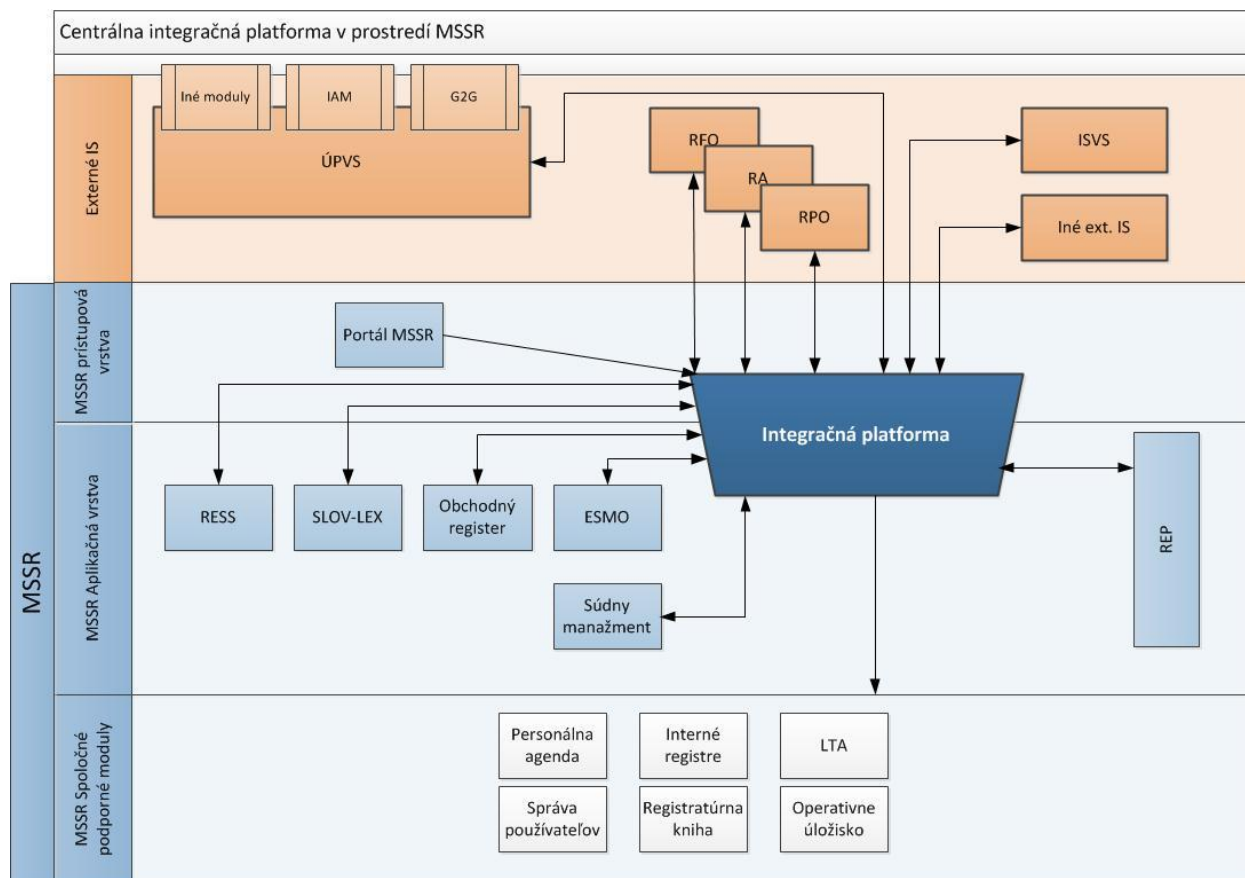 Centrálna integračná platforma v prostredí MSSR
Externé IS
Iné moduly
IAM
G2G
ÚPVS
RFO
RA
RPO
ISVS
Iné ext. IS
MSSR
MSSR prístupová
vrstva
Portál MSSR
Integračná platforma
MSSR Aplikačná vrstva
RESS
SLOV-LEX
Obchodný
register
ESMO
REP
Súdny
manažment
MSSR Spoločné
podporné moduly
Personálna
agenda
Interné
registre
LTA
Správa
používateľov
Registratúrna
kniha
Operativne
úložisko